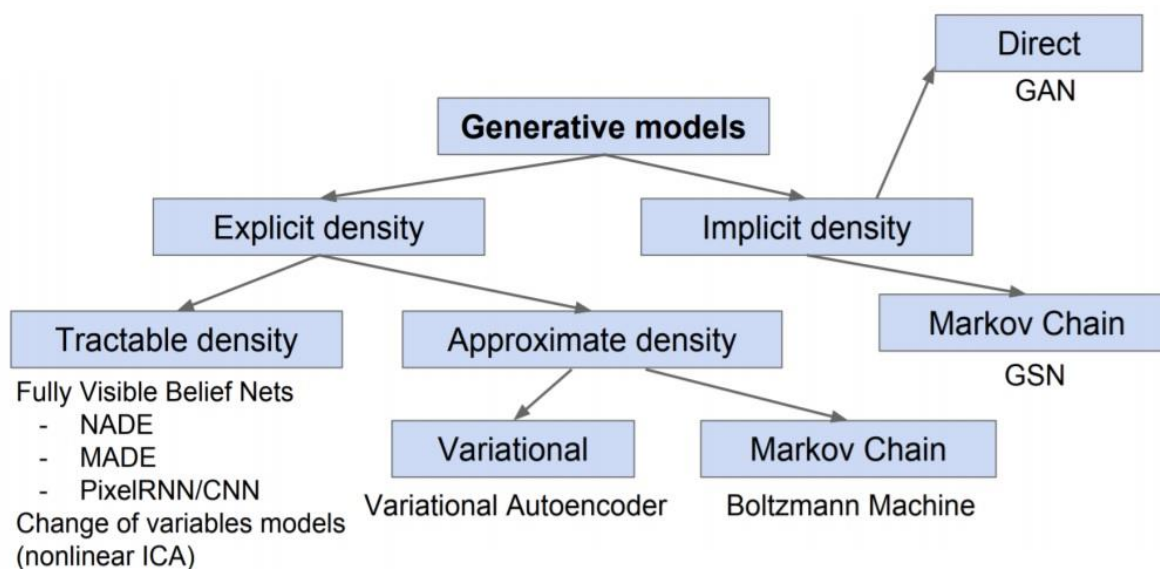 Direct
GAN
Generative models
Explicit density
Implicit density
Tractable density
Approximate density
Markov Chain
GSN
Fully Visible Belief Nets
- NADE
- MADE
- PixelRNN/CNN
Change of variables models
(nonlinear ICA)
Variational
Markov Chain
Variational Autoencoder
Boltzmann Machine